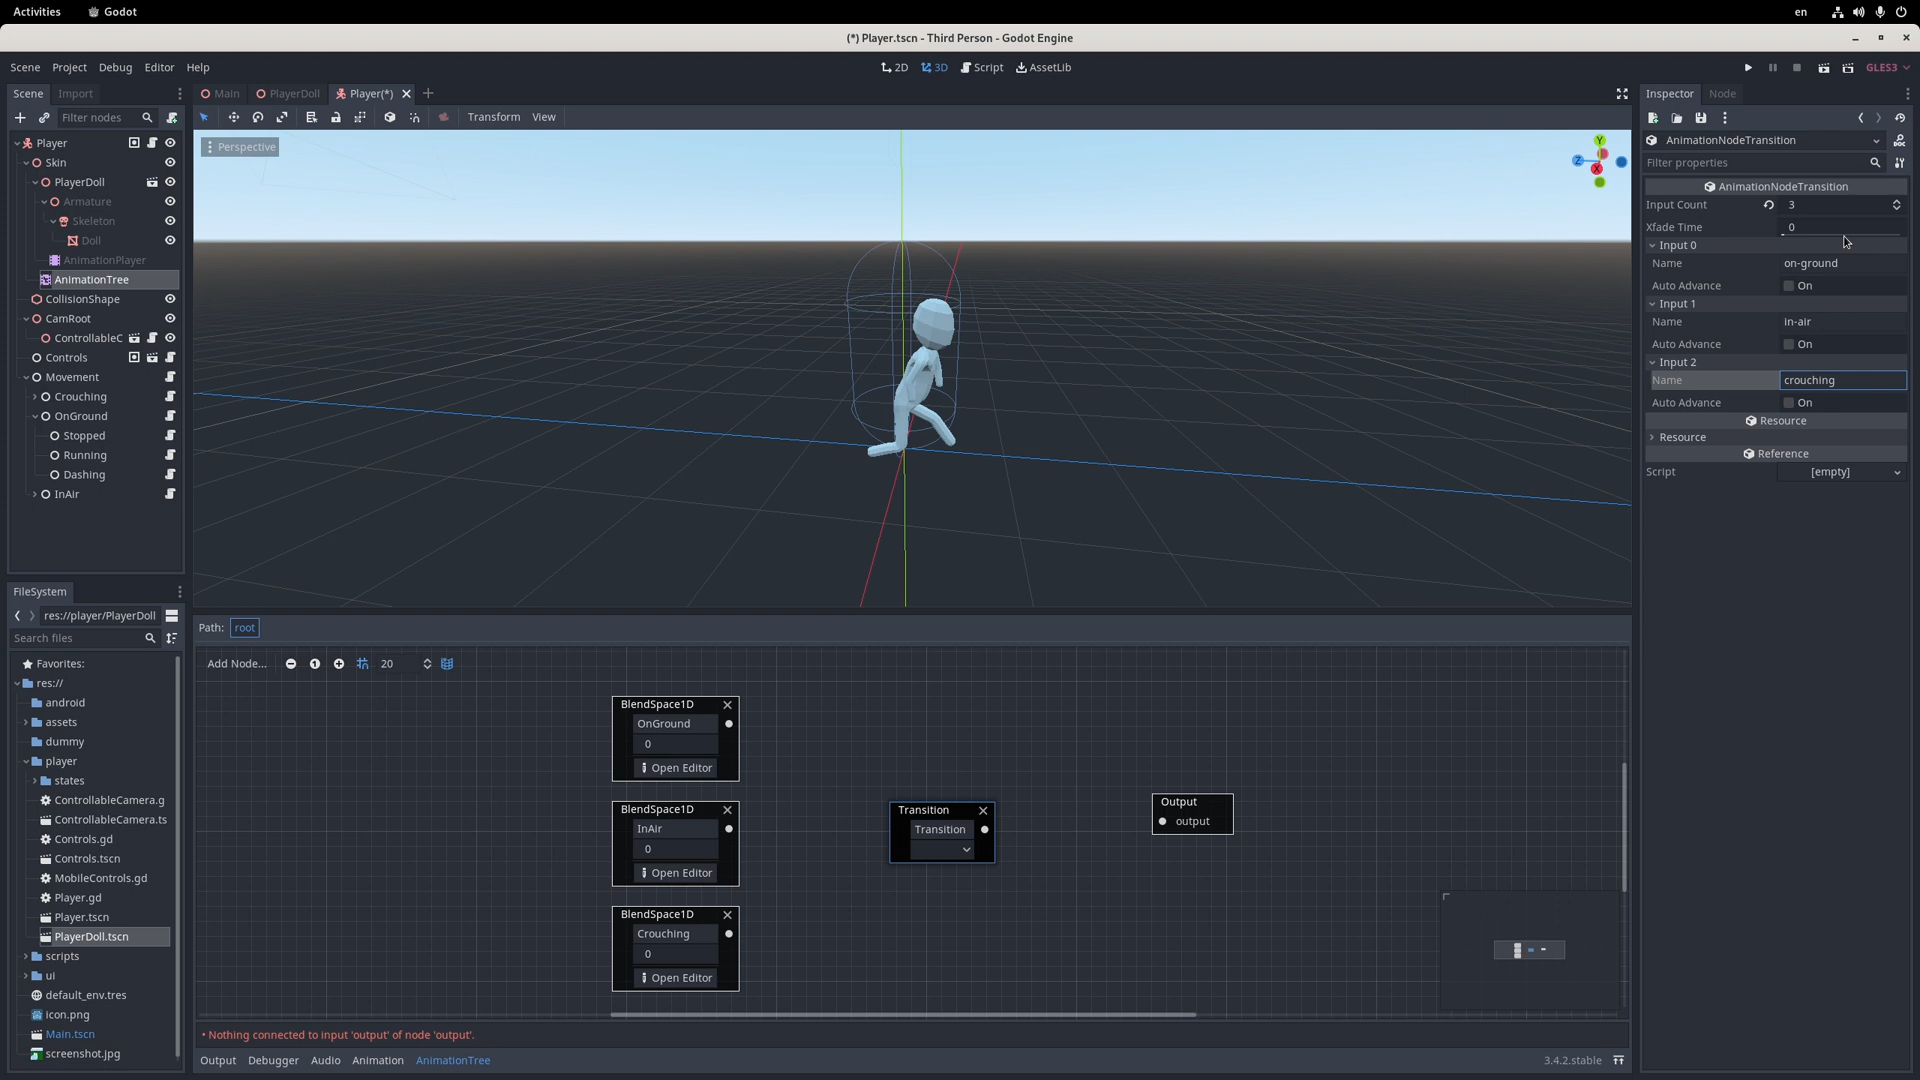 Activities
Godot
en
(*) Player.tscn - Third Person - Godot Engine
Scene Project Debug Editor Help
2D 3D Script AssetLib
GLES3
Scene Import
Filter nodes
Player
Skin
PlayerDoll
Armature
Skeleton
Doll
AnimationPlayer
AnimationTree
CollisionShape
CamRoot
ControllableC
Controls
Movement
Crouching
OnGround
Stopped
Running
Dashing
InAir
FileSystem
res://player/PlayerDoll
Search files
Favorites:
res://
android
assets
dummy
player
states
ControllableCamera.g
ControllableCamera.ts
Controls.gd
Controls.tscn
MobileControls.gd
Player.gd
Player.tscn
PlayerDoll.tscn
scripts
ui
default_env.tres
icon.png
Main.tscn
screenshot.jpg
Main PlayerDoll Player(*)
Transform View
Perspective
Y
Z
X
Path: root
Add Node... 20
BlendSpace1D
OnGround
0
Open Editor
BlendSpace1D
InAir
0
Open Editor
BlendSpace1D
Crouching
0
Open Editor
Transition
Transition
Output
output
• Nothing connected to input 'output' of node 'output'.
Output Debugger Audio Animation AnimationTree
3.4.2.stable
Inspector Node
AnimationNodeTransition
Filter properties
AnimationNodeTransition
Input Count 3
Xfade Time 0
Input 0
Name on-ground
Auto Advance On
Input 1
Name in-air
Auto Advance On
Input 2
Name crouching
Auto Advance On
Resource
Resource
Reference
Script [empty]